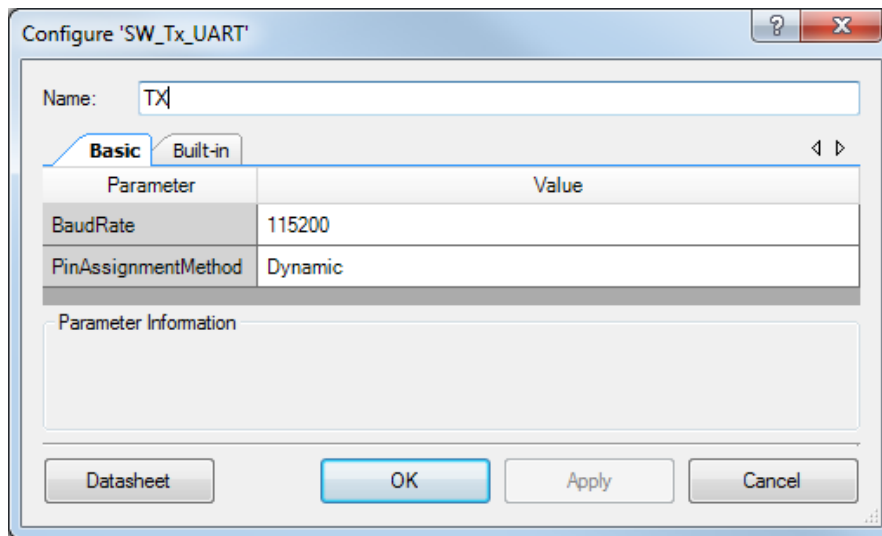 Configure 'SW_Tx_UART'
?
X
Name: TX
Basic Built-in
Parameter Value
BaudRate 115200
PinAssignmentMethod Dynamic
Parameter Information
Datasheet OK Apply Cancel